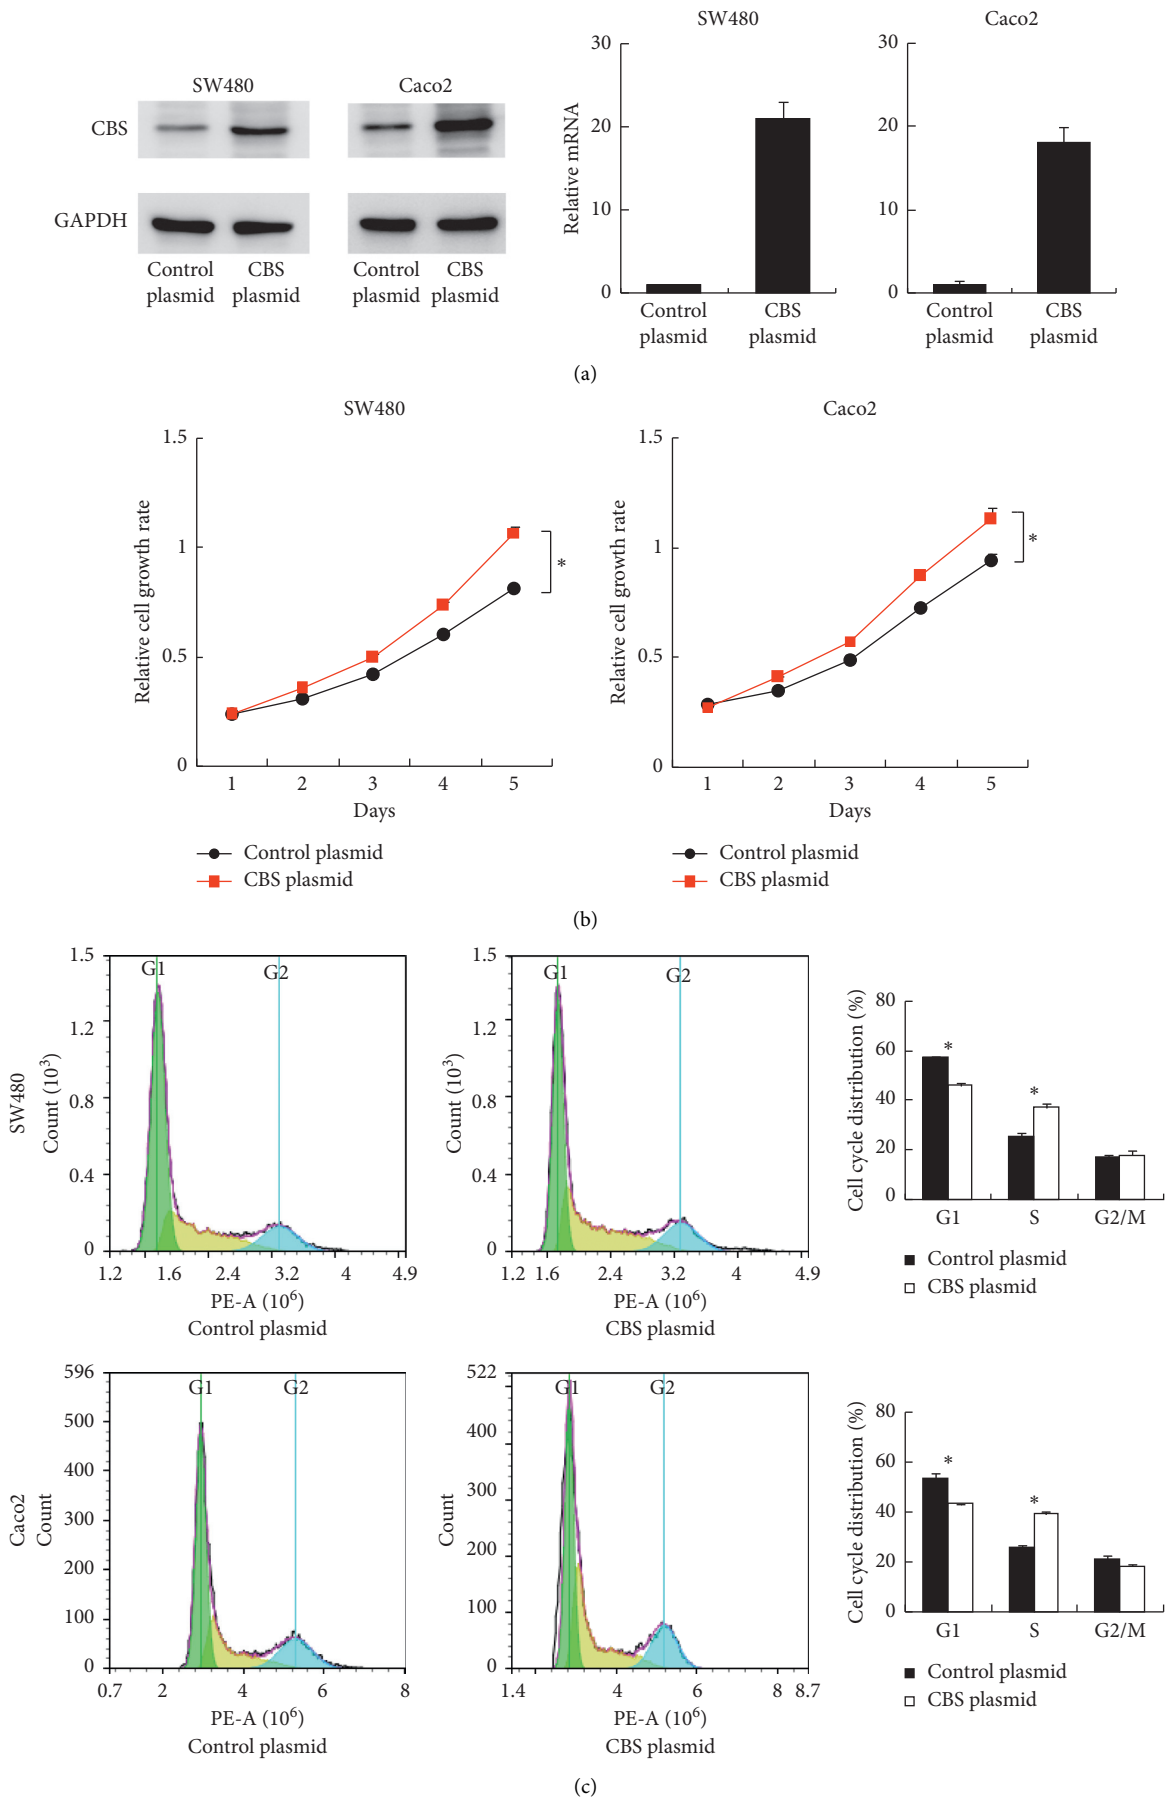 SW480
Caco2
CBS
GAPDH
Control
plasmid
CBS
plasmid
Control
plasmid
CBS
plasmid
SW480
Relative mRNA
30
20
10
0
Control
plasmid
CBS
plasmid
Caco2
30
20
10
0
Control
plasmid
CBS
plasmid
(a)
SW480
Relative cell growth rate
1.5
1
0.5
0
*
1 2 3 4 5
Days
Control plasmid
CBS plasmid
Caco2
Relative cell growth rate
1.5
1
0.5
0
*
1 2 3 4 5
Days
Control plasmid
CBS plasmid
(b)
SW480
Count (10³)
1.5
1.2
0.8
0.4
0
G1 G2
1.2 1.6 2.4 3.2 4 4.9
PE-A (10⁶)
Control plasmid
Count (10³)
1.5
1.2
0.8
0.4
0
G1 G2
1.2 1.6 2.4 3.2 4 4.9
PE-A (10⁶)
CBS plasmid
Cell cycle distribution (%)
80
60
40
20
0
*
*
G1 S G2/M
Control plasmid
CBS plasmid
Caco2
Count
596
500
400
300
200
100
0
G1 G2
0.7 2 4 6 8
PE-A (10⁶)
Control plasmid
Count
522
400
300
200
100
0
G1 G2
1.4 4 6 8 8.7
PE-A (10⁶)
CBS plasmid
Cell cycle distribution (%)
80
60
40
20
0
*
*
G1 S G2/M
Control plasmid
CBS plasmid
(c)